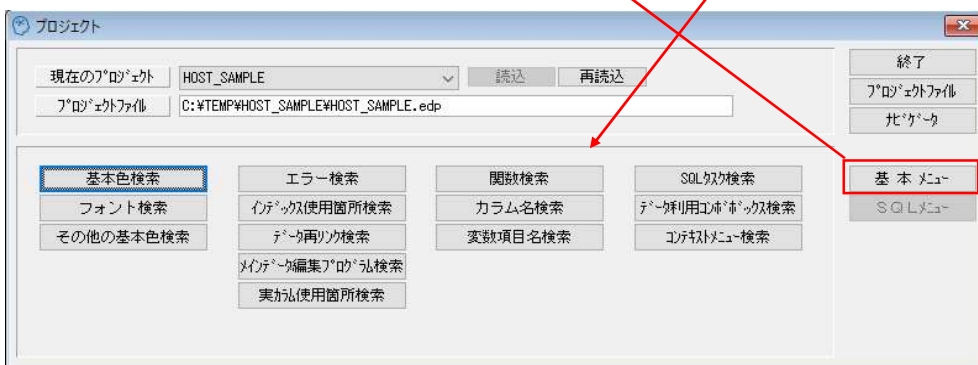 プロジェクト
現在のﾌﾟﾛｼﾞｪｸﾄ HOST_SAMPLE 読込 再読込
ﾌﾟﾛｼﾞｪｸﾄﾌｧｲﾙ C:¥TEMP¥HOST_SAMPLE¥HOST_SAMPLE.edp
終了
ﾌﾟﾛｼﾞｪｸﾄﾌｧｲﾙ
ﾅﾋﾞｹﾞｰﾀ
基本色検索 エラー検索 関数検索 SQLﾀｽｸ検索 基 本 ﾒﾆｭｰ
フォント検索 ｲﾝﾃﾞｯｸｽ使用箇所検索 カラム名検索 ﾃﾞｰﾀ利用ｺﾝﾎﾞﾎﾞｯｸｽ検索 ＳＱＬﾒﾆｭｰ
その他の基本色検索 ﾃﾞｰﾀ再ﾘﾝｸ検索 変数項目名検索 ｺﾝﾃｷｽﾄﾒﾆｭｰ検索
ﾒｲﾝﾃﾞｰﾀ編集ﾌﾟﾛｸﾞﾗﾑ検索
実ｶﾗﾑ使用箇所検索